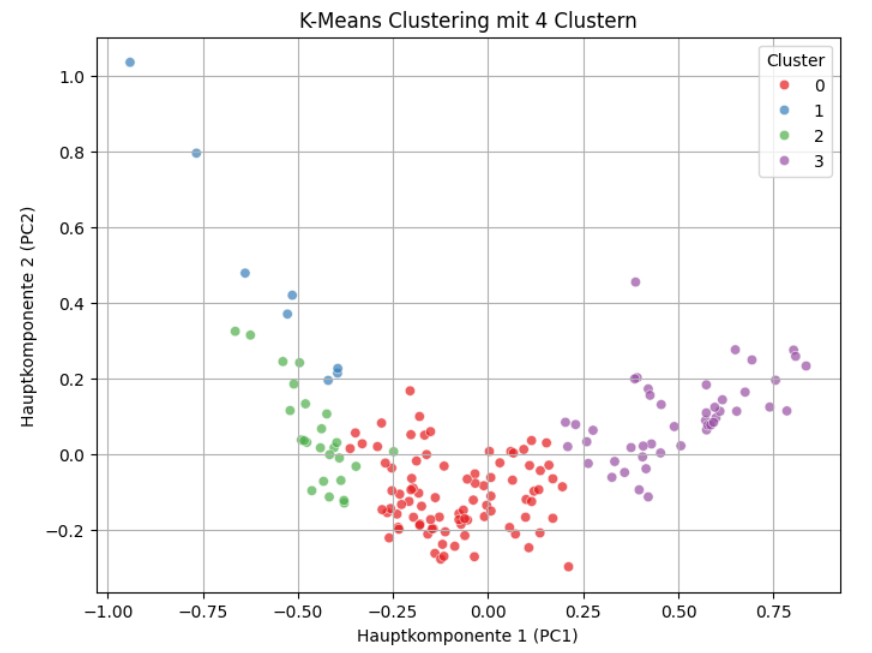 K-Means Clustering mit 4 Clustern
Cluster
0
1
2
3
1.0
0.8
0.6
0.4
0.2
0.0
−0.2
Hauptkomponente 2 (PC2)
−1.00 −0.75 −0.50 −0.25 0.00 0.25 0.50 0.75
Hauptkomponente 1 (PC1)